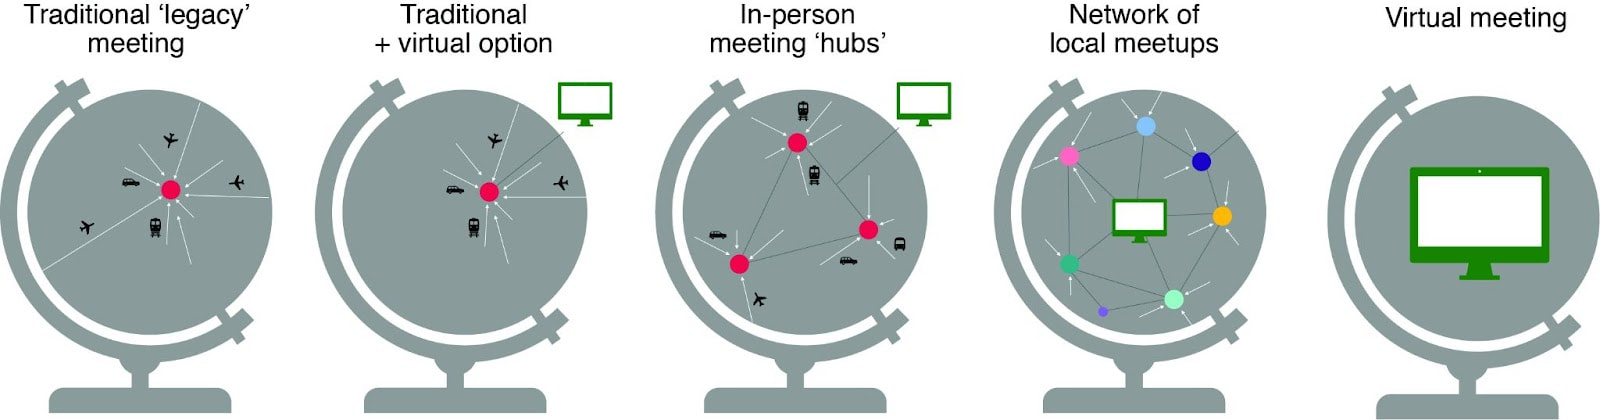 Traditional ‘legacy’
meeting
Traditional
+ virtual option
In-person
meeting ‘hubs’
Network of
local meetups
Virtual meeting